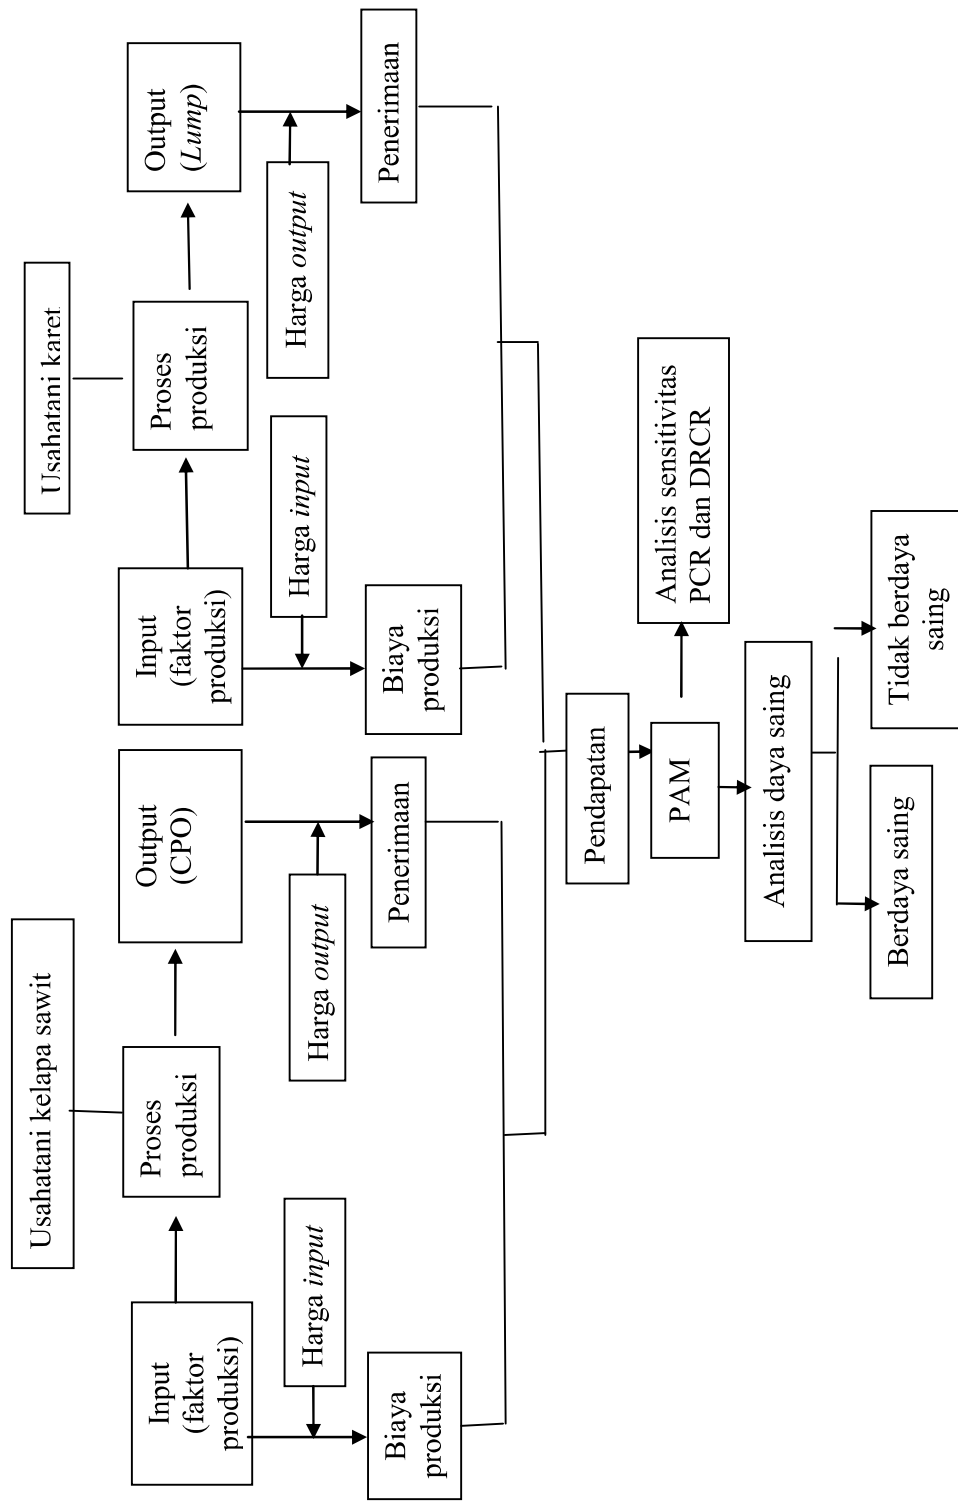 Usahatani kelapa sawit
Usahatani karet
Input
(faktor
produksi)
Proses
produksi
Output
(CPO)
Input
(faktor
produksi)
Proses
produksi
Output
(Lump)
Harga input
Harga output
Harga input
Harga output
Biaya
produksi
Penerimaan
Biaya
produksi
Penerimaan
Pendapatan
PAM
Analisis sensitivitas
PCR dan DRCR
Analisis daya saing
Berdaya saing
Tidak berdaya
saing